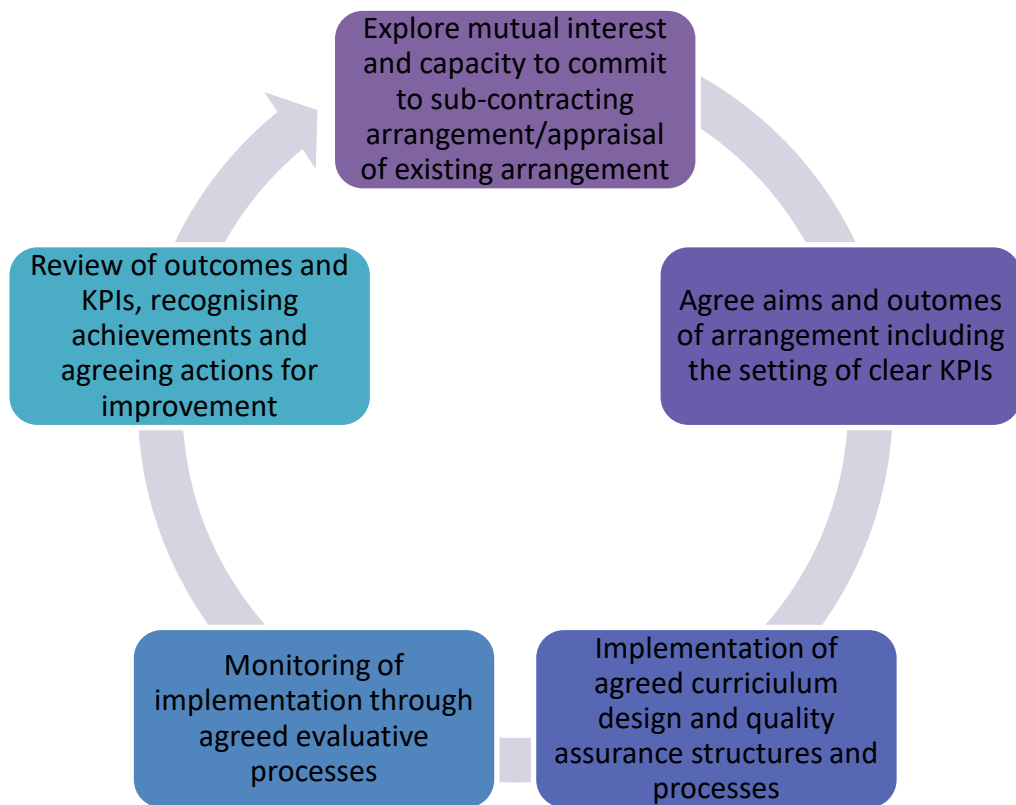 Explore mutual interest
and capacity to commit
to sub-contracting
arrangement/appraisal
of existing arrangement
Agree aims and outomes
of arrangement including
the setting of clear KPIs
Implementation of
agreed curriciulum
design and quality
assurance structures and
processes
Monitoring of
implementation through
agreed evaluative
processes
Review of outcomes and
KPIs, recognising
achievements and
agreeing actions for
improvement